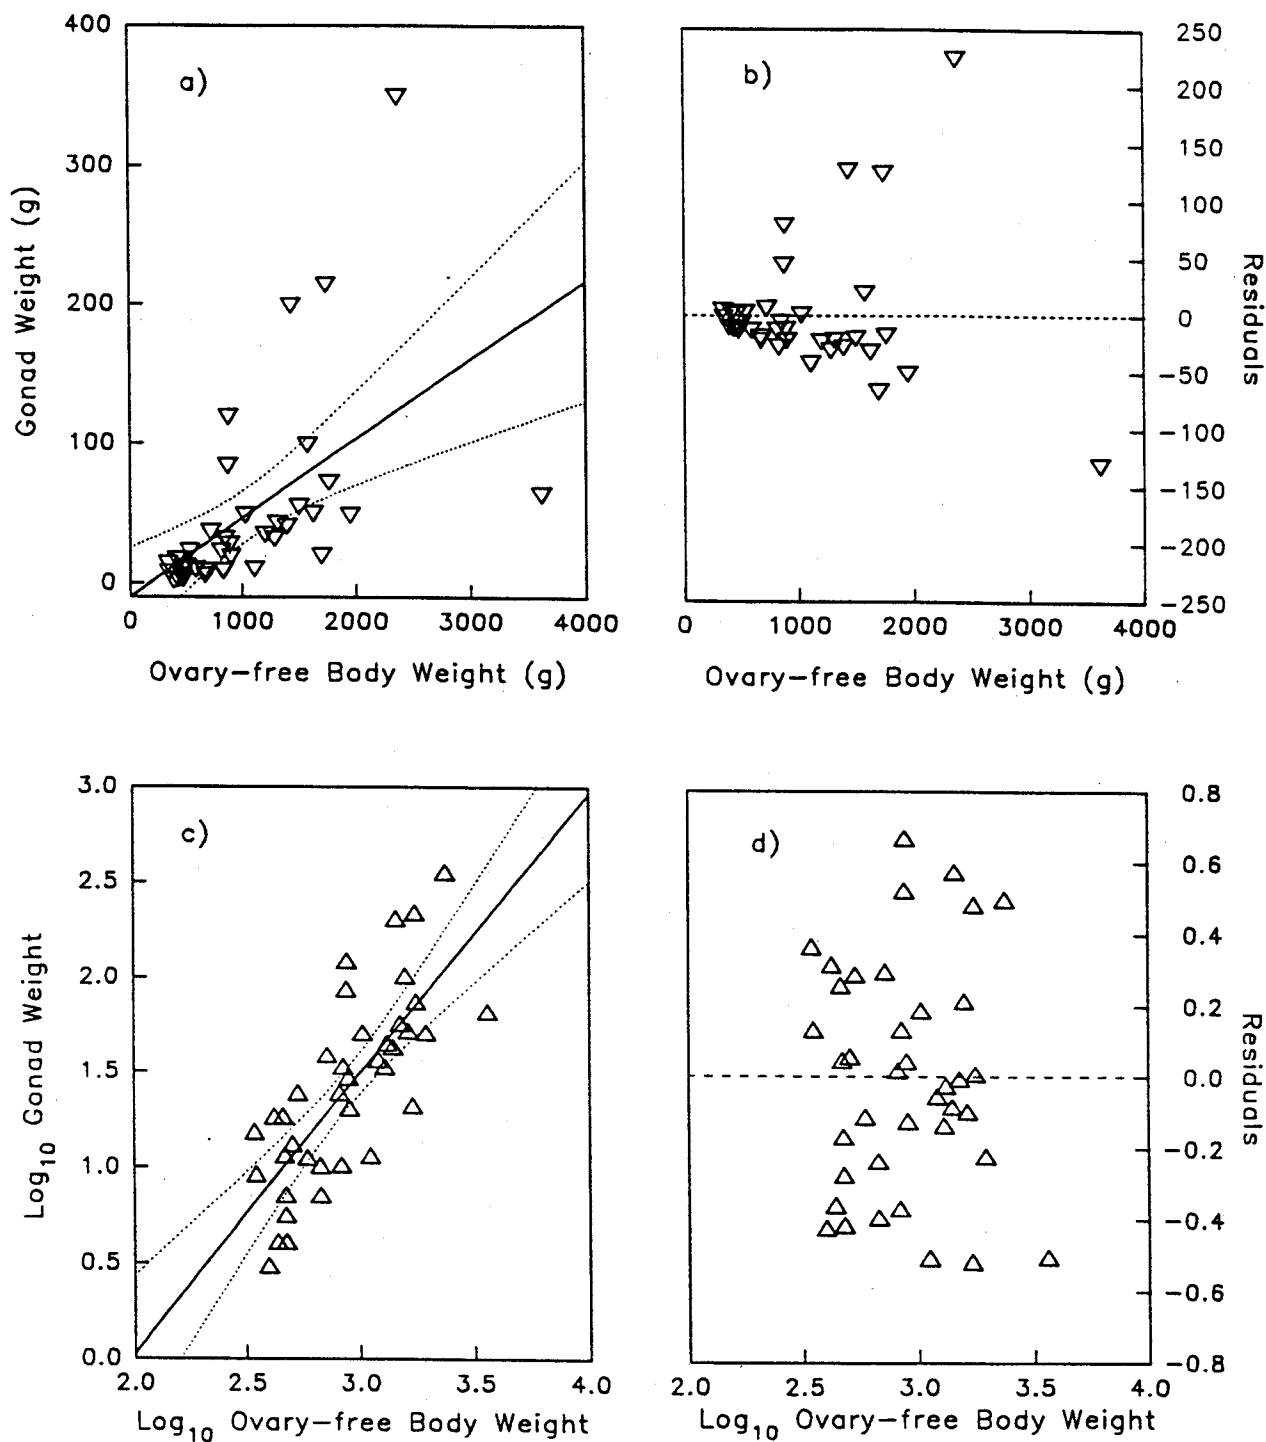 a)
400
300
200
100
0
Gonad Weight (g)
0 1000 2000 3000 4000
Ovary-free Body Weight (g)
b)
250
200
150
100
50
0
-50
-100
-150
-200
-250
Residuals
0 1000 2000 3000 4000
Ovary-free Body Weight (g)
c)
3.0
2.5
2.0
1.5
1.0
0.5
0.0
Log10 Gonad Weight
2.0 2.5 3.0 3.5 4.0
Log10 Ovary-free Body Weight
d)
0.8
0.6
0.4
0.2
0.0
-0.2
-0.4
-0.6
-0.8
Residuals
2.0 2.5 3.0 3.5 4.0
Log10 Ovary-free Body Weight